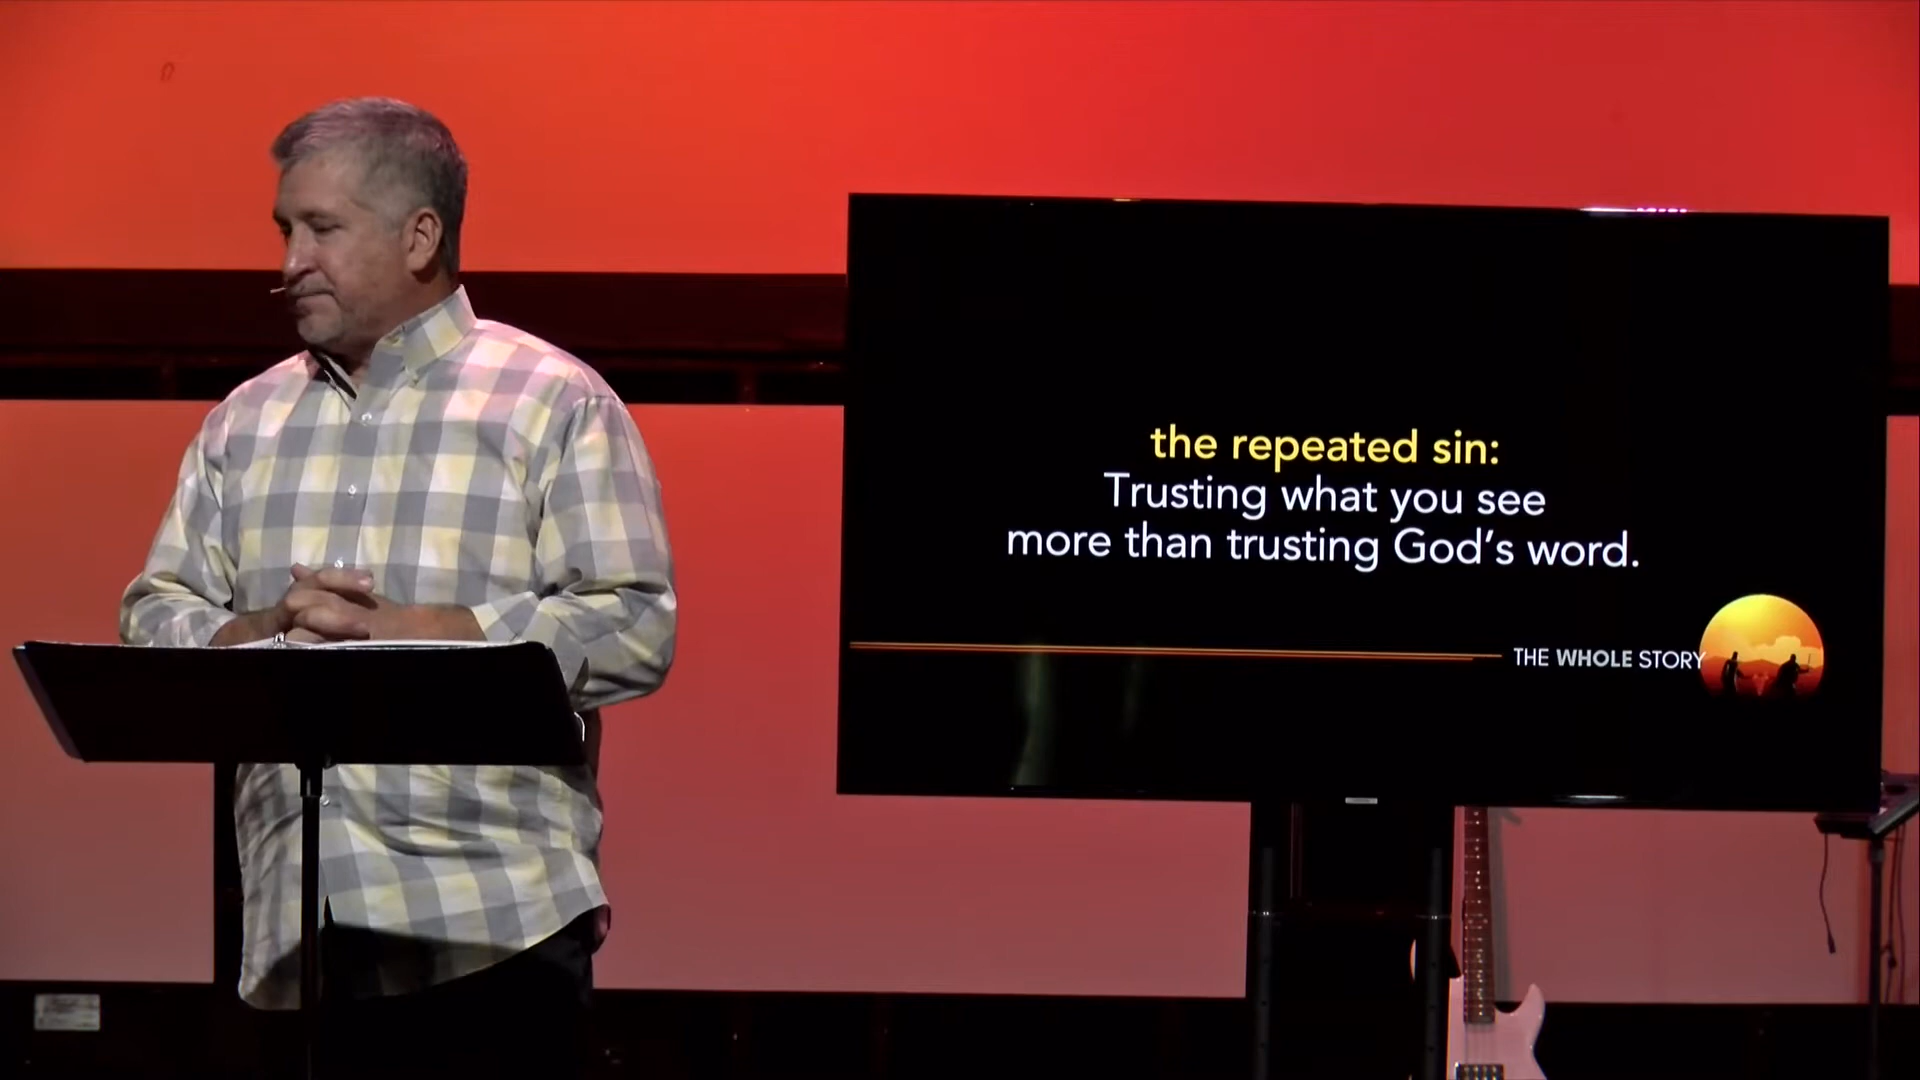 the repeated sin:
Trusting what you see
more than trusting God's word.
THE WHOLE STORY